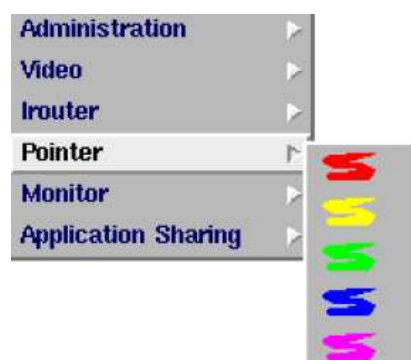 Administration
Video
Irouter
Pointer
Monitor
Application Sharing